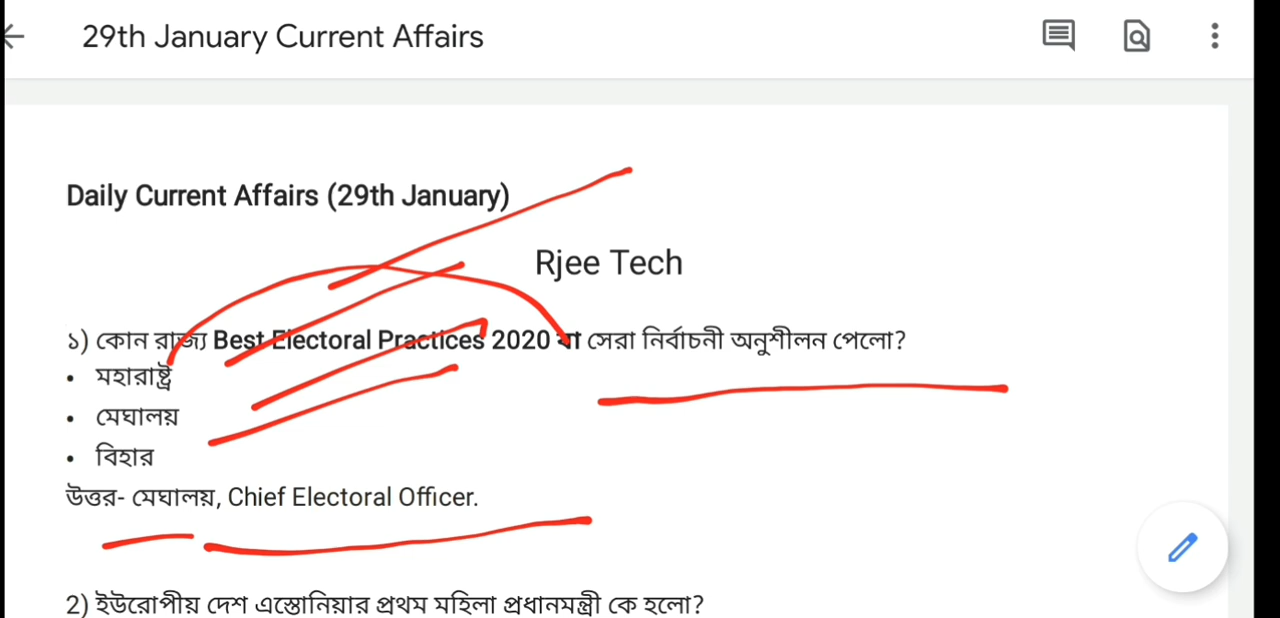 29th January Current Affairs
Daily Current Affairs (29th January)
Rjee Tech
১) কোন রাজ্য Best Electoral Practices 2020 বা সেরা নির্বাচনী অনুশীলন পেলো?
• মহারাষ্ট্র
• মেঘালয়
• বিহার
উত্তর- মেঘালয়, Chief Electoral Officer.
2) ইউরোপীয় দেশ এস্তোনিয়ার প্রথম মহিলা প্রধানমন্ত্রী কে হলো?